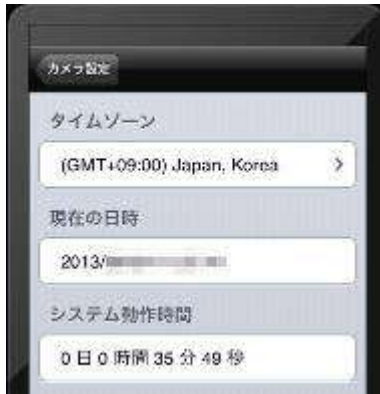 カメラ設定
タイムゾーン
(GMT+09:00) Japan, Korea
現在の日時
2013/
システム動作時間
0 日 0 時間 35 分 49 秒